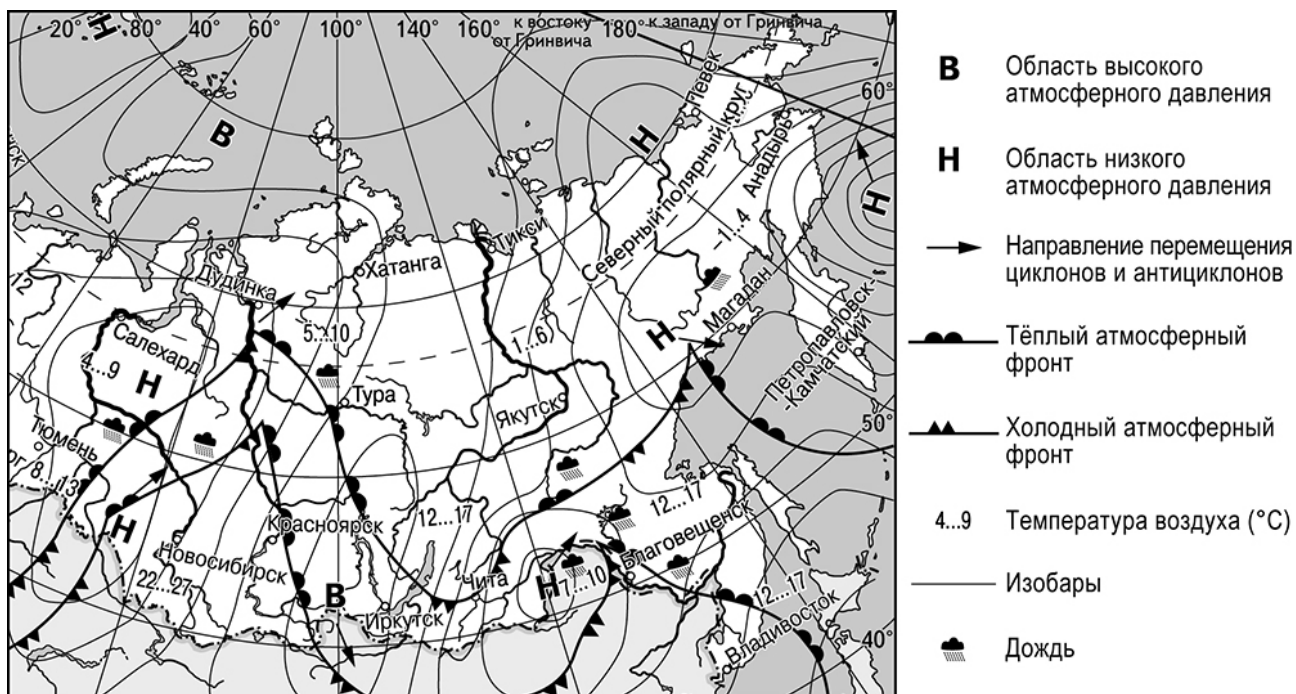 20° Н 80° 40° 60° 100° 140° к востоку 180° к западу от Гринвича
от Гринвича
60°
50°
40°
нск
В
Н
Певек
Северный полярный круг
Анадырь
Н
Тикси
Хатанга
Дудинка
–1...4
12
Салехард
5...10
1...6
Н
Магадан
4...9
Н
Тура
Якутск
Петропавловск-
-Камчатский
Тюмень
8...13
Красноярск
12...17
12...17
Н
Новосибирск
Чита
Благовещенск
22...27
В
Иркутск
Н
7...10
12...17
Владивосток
В Область высокого
атмосферного давления
Н Область низкого
атмосферного давления
Направление перемещения
циклонов и антициклонов
Тёплый атмосферный
фронт
Холодный атмосферный
фронт
4...9 Температура воздуха (°С)
Изобары
Дождь